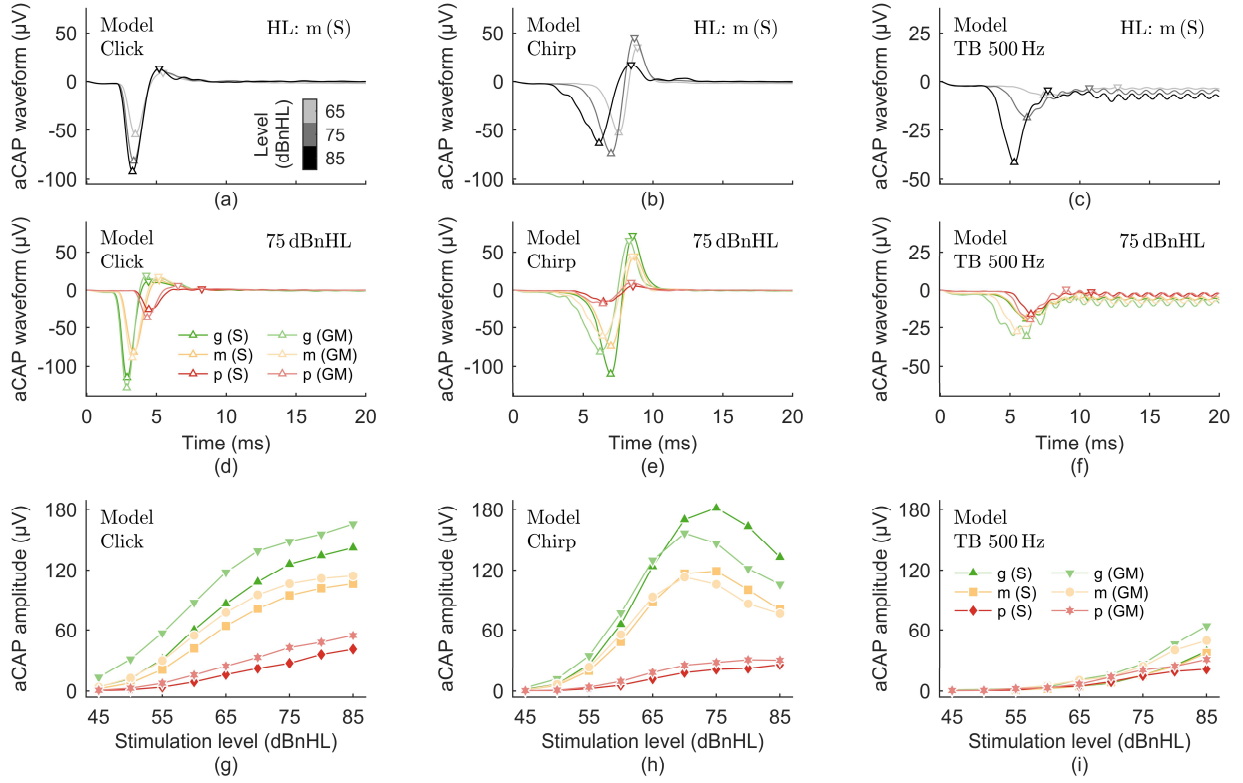 aCAP waveform (µV)
50
0
-50
-100
Model
Click
HL: m (S)
Level
(dBnHL)
65
75
85
(a)
aCAP waveform (µV)
50
0
-50
-100
Model
Chirp
HL: m (S)
(b)
aCAP waveform (µV)
25
0
-25
50
Model
TB 500 Hz
HL: m (S)
(c)
aCAP waveform (µV)
50
0
-50
-100
Model
Click
75 dBnHL
g (S)
g (GM)
m (S)
m (GM)
p (S)
p (GM)
0 5 10 15 20
Time (ms)
(d)
aCAP waveform (µV)
50
0
-50
-100
Model
Chirp
75 dBnHL
0 5 10 15 20
Time (ms)
(e)
aCAP waveform (µV)
25
0
-25
-50
Model
TB 500 Hz
75 dBnHL
0 5 10 15 20
Time (ms)
(f)
aCAP amplitude (µV)
180
120
60
0
Model
Click
45 55 65 75 85
Stimulation level (dBnHL)
(g)
aCAP amplitude (µV)
180
120
60
0
Model
Chirp
45 55 65 75 85
Stimulation level (dBnHL)
(h)
aCAP amplitude (µV)
180
120
60
0
Model
TB 500 Hz
g (S)
g (GM)
m (S)
m (GM)
p (S)
p (GM)
45 55 65 75 85
Stimulation level (dBnHL)
(i)